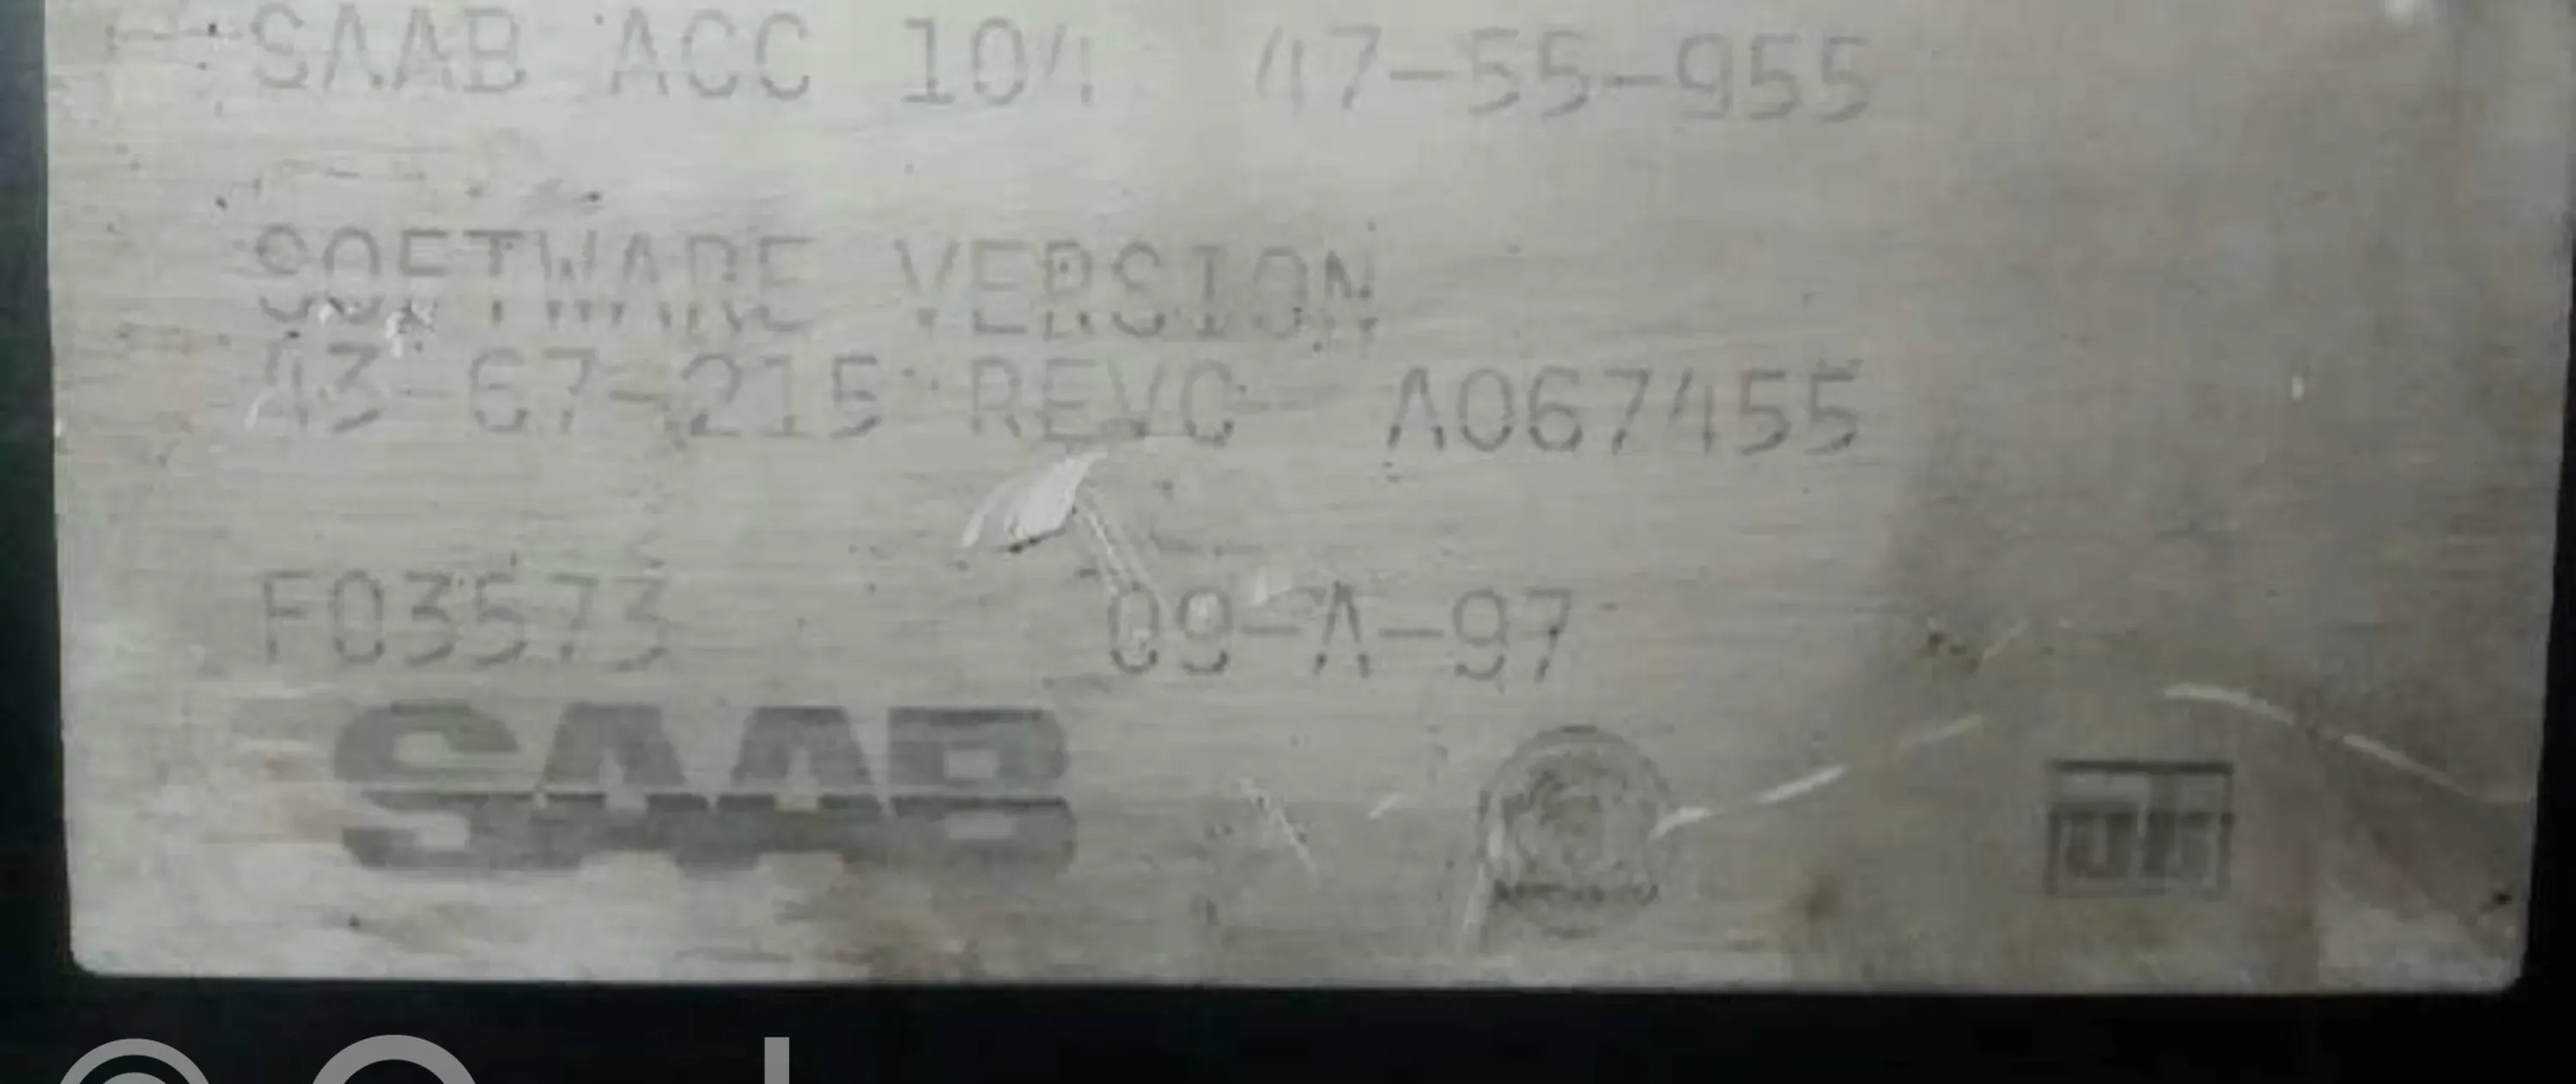 SAAB ACC 104 47-55-955
SOFTWARE VERSION
43-67-215 REVC A067455
F03573 09-A-97
SAAB